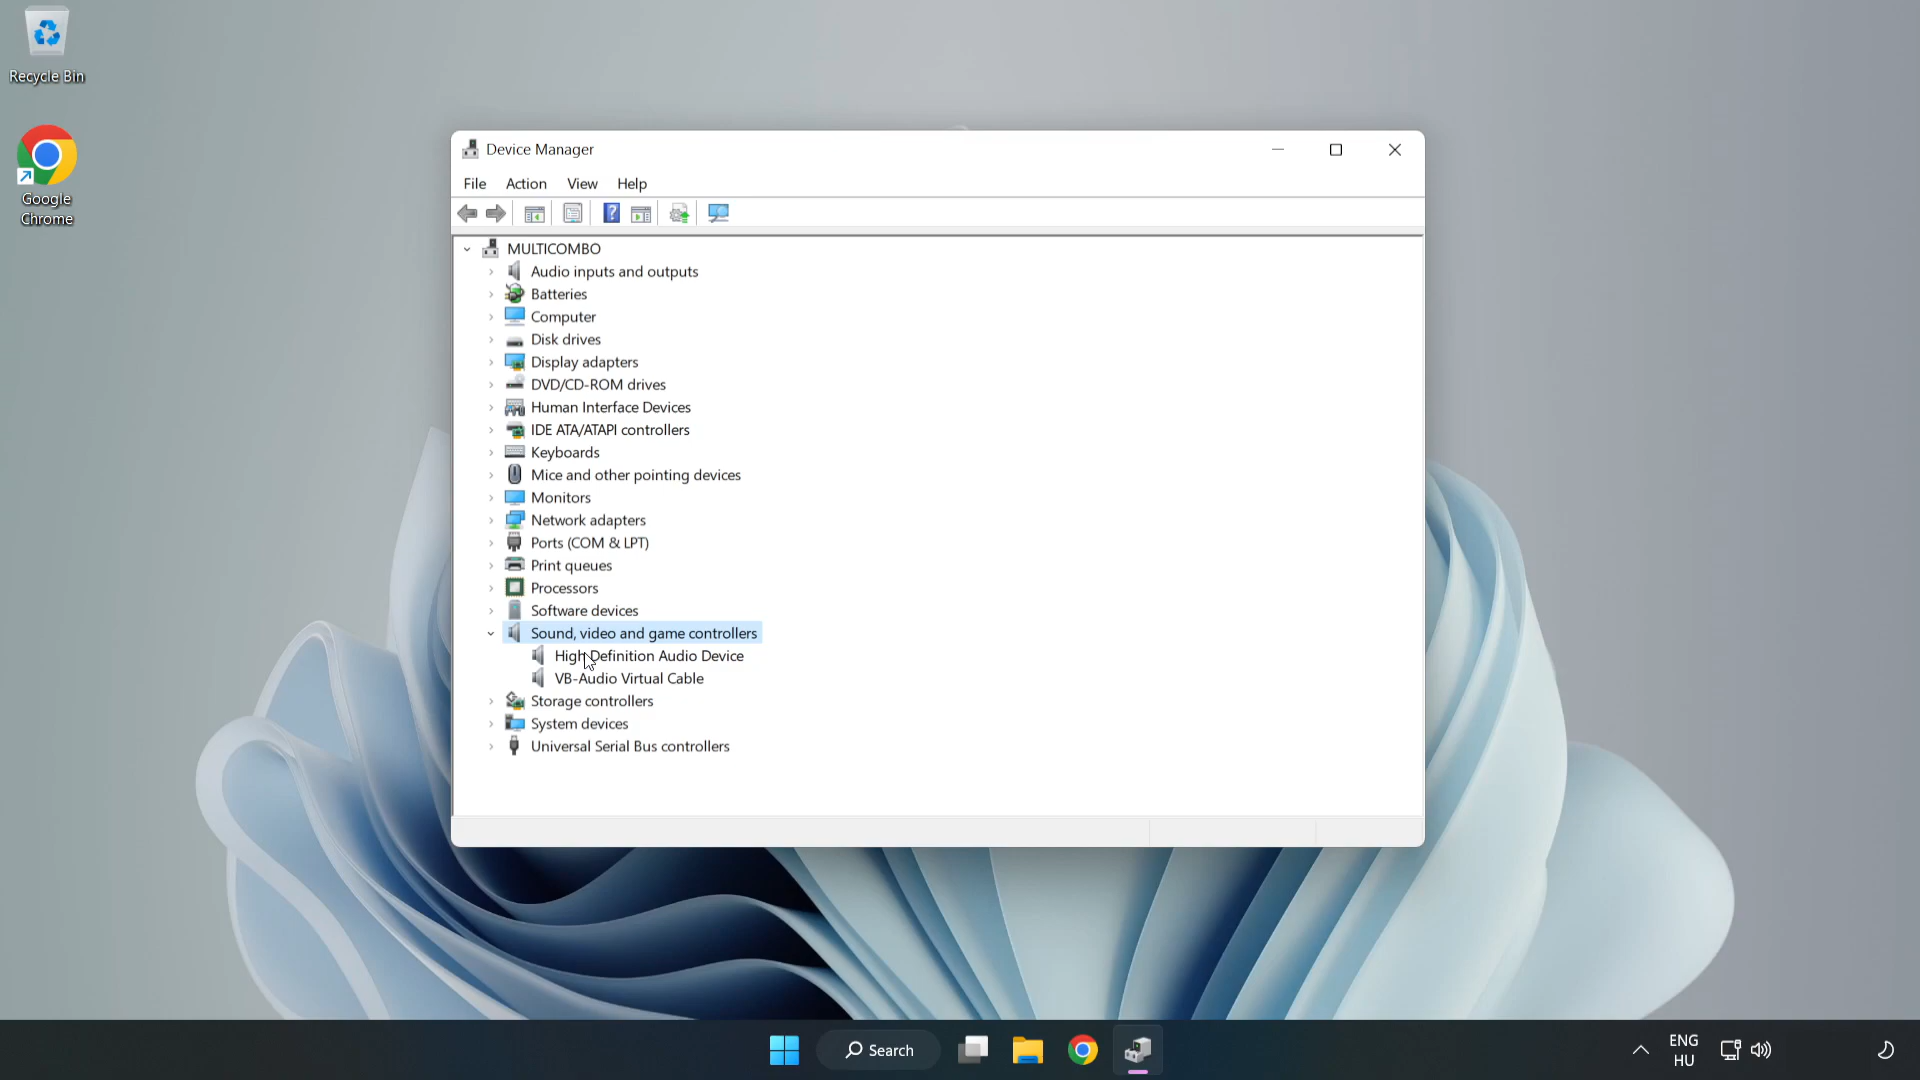 Recycle Bin
Google
Chrome
Device Manager
File Action View Help
MULTICOMBO
Audio inputs and outputs
Batteries
Computer
Disk drives
Display adapters
DVD/CD-ROM drives
Human Interface Devices
IDE ATA/ATAPI controllers
Keyboards
Mice and other pointing devices
Monitors
Network adapters
Ports (COM & LPT)
Print queues
Processors
Software devices
Sound, video and game controllers
High Definition Audio Device
VB-Audio Virtual Cable
Storage controllers
System devices
Universal Serial Bus controllers
Search
ENG
HU